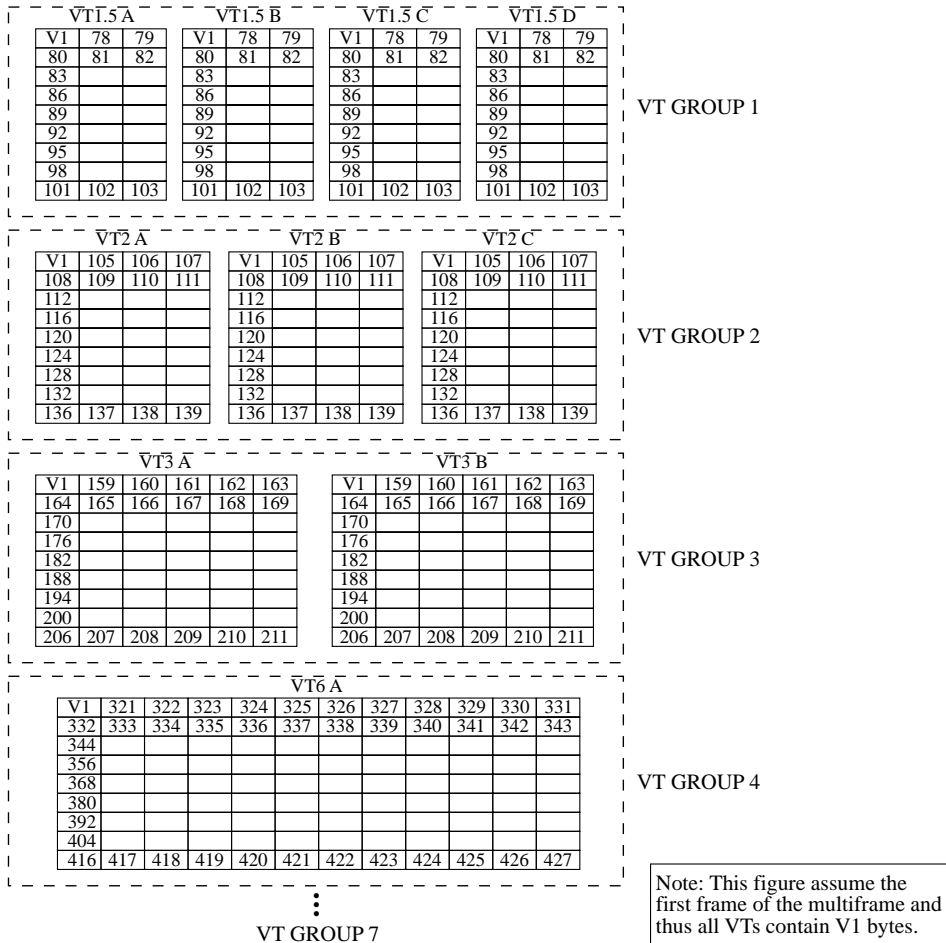 VT1.5 A VT1.5 B VT1.5 C VT1.5 D
V1 78 79 V1 78 79 V1 78 79 V1 78 79
80 81 82 80 81 82 80 81 82 80 81 82
83 83 83 83
86 86 86 86
89 89 89 89
VT GROUP 1
92 92 92 92
95 95 95 95
98 98 98 98
101 102 103 101 102 103 101 102 103 101 102 103
VT2 A VT2 B VT2 C
V1 105 106 107 V1 105 106 107 V1 105 106 107
108 109 110 111 108 109 110 111 108 109 110 111
112 112 112
116 116 116
120 120 120
VT GROUP 2
124 124 124
128 128 128
132 132 132
136 137 138 139 136 137 138 139 136 137 138 139
VT3 A VT3 B
V1 159 160 161 162 163 V1 159 160 161 162 163
164 165 166 167 168 169 164 165 166 167 168 169
170 170
176 176
182 182
VT GROUP 3
188 188
194 194
200 200
206 207 208 209 210 211 206 207 208 209 210 211
VT6 A
V1 321 322 323 324 325 326 327 328 329 330 331
332 333 334 335 336 337 338 339 340 341 342 343
344
356
368
VT GROUP 4
380
392
404
416 417 418 419 420 421 422 423 424 425 426 427
VT GROUP 7
Note: This figure assume the
first frame of the multiframe and
thus all VTs contain V1 bytes.